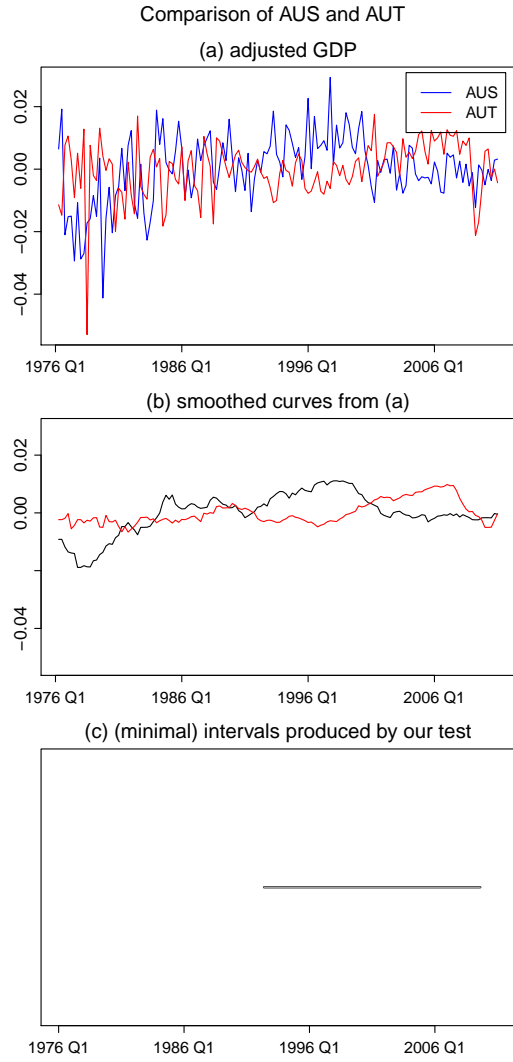 Comparison of AUS and AUT
(a) adjusted GDP
AUS
AUT
0.02
0.00
−0.02
−0.04
1976 Q1 1986 Q1 1996 Q1 2006 Q1
(b) smoothed curves from (a)
0.02
0.00
−0.04
1976 Q1 1986 Q1 1996 Q1 2006 Q1
(c) (minimal) intervals produced by our test
1976 Q1 1986 Q1 1996 Q1 2006 Q1